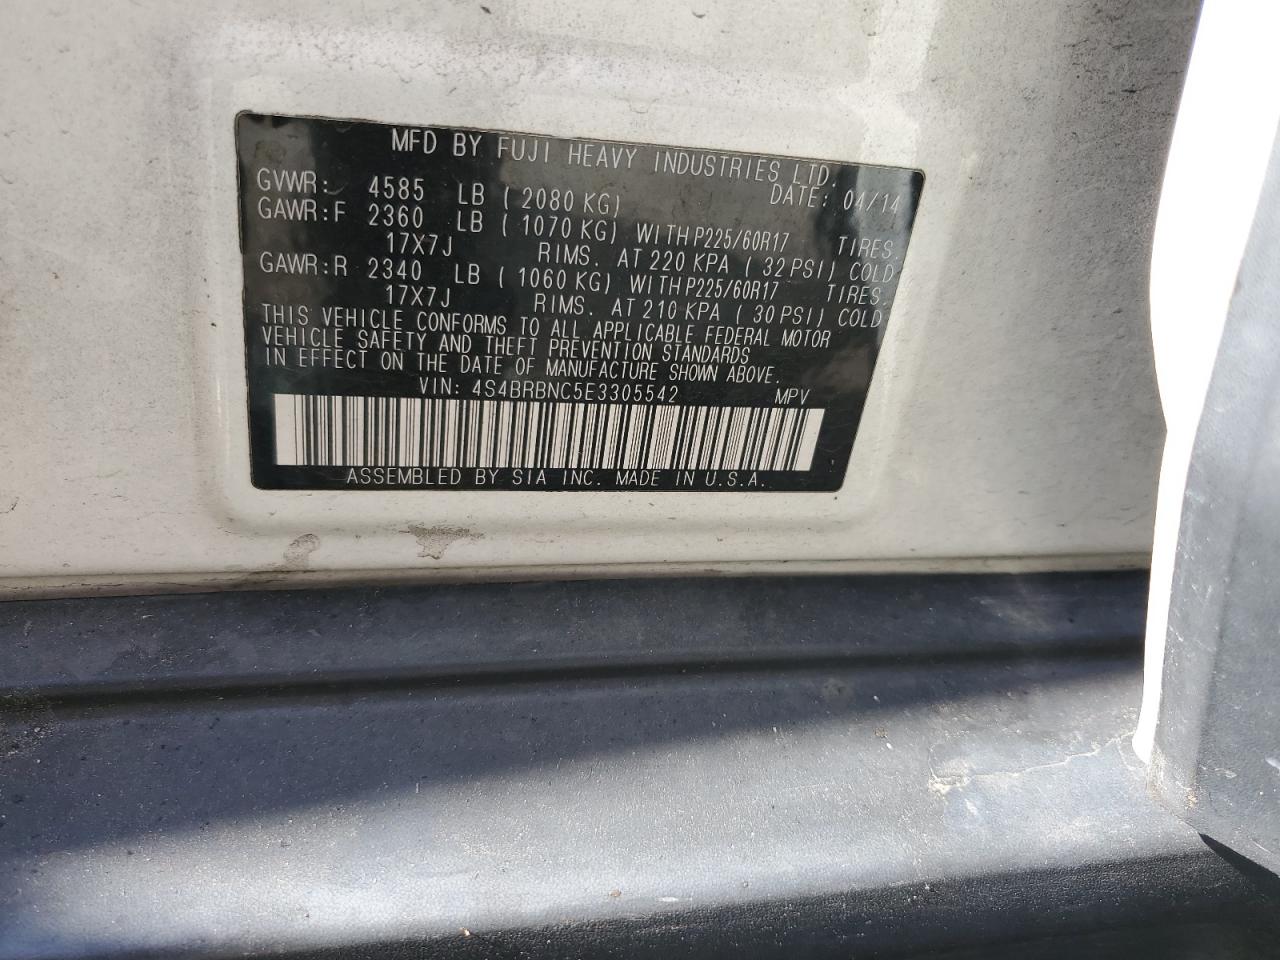 MFD BY FUJI HEAVY INDUSTRIES LTD.
DATE: 04/14
GVWR: 4585 LB ( 2080 KG)
GAWR:F 2360 LB ( 1070 KG) WITH P225/60R17 TIRES.
17X7J RIMS. AT 220 KPA ( 32 PSI) COLD
GAWR:R 2340 LB ( 1060 KG) WITH P225/60R17 TIRES.
17X7J RIMS. AT 210 KPA ( 30 PSI) COLD
THIS VEHICLE CONFORMS TO ALL APPLICABLE FEDERAL MOTOR
VEHICLE SAFETY AND THEFT PREVENTION STANDARDS
IN EFFECT ON THE DATE OF MANUFACTURE SHOWN ABOVE.
VIN: 4S4BRBNC5E3305542 MPV
ASSEMBLED BY SIA INC. MADE IN U.S.A.